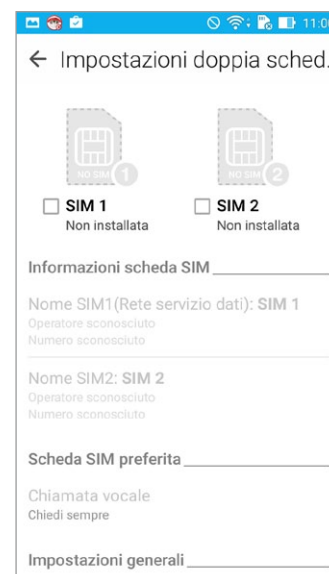 11:00
Impostazioni doppia sched.
NO SIM 1
NO SIM 2
SIM 1
SIM 2
Non installata
Non installata
Informazioni scheda SIM
Nome SIM1(Rete servizio dati): SIM 1
Operatore sconosciuto
Numero sconosciuto
Nome SIM2: SIM 2
Operatore sconosciuto
Numero sconosciuto
Scheda SIM preferita
Chiamata vocale
Chiedi sempre
Impostazioni generali